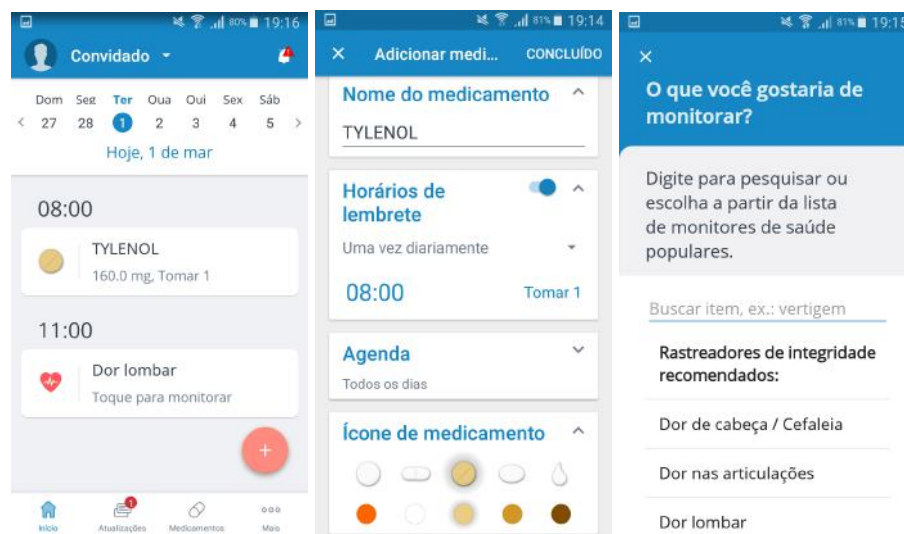 80% 19:16
Convidado
Dom Seg Ter Qua Qui Sex Sáb
27 28 1 2 3 4 5
Hoje, 1 de mar
08:00
TYLENOL
160.0 mg, Tomar 1
11:00
Dor lombar
Toque para monitorar
+
1
Início Atualizações Medicamentos Mais
81% 19:14
× Adicionar medi... CONCLUÍDO
Nome do medicamento
TYLENOL
Horários de
lembrete
Uma vez diariamente
08:00 Tomar 1
Agenda
Todos os dias
Ícone de medicamento
81% 19:15
×
O que você gostaria de
monitorar?
Digite para pesquisar ou
escolha a partir da lista
de monitores de saúde
populares.
Buscar item, ex.: vertigem
Rastreadores de integridade
recomendados:
Dor de cabeça / Cefaleia
Dor nas articulações
Dor lombar